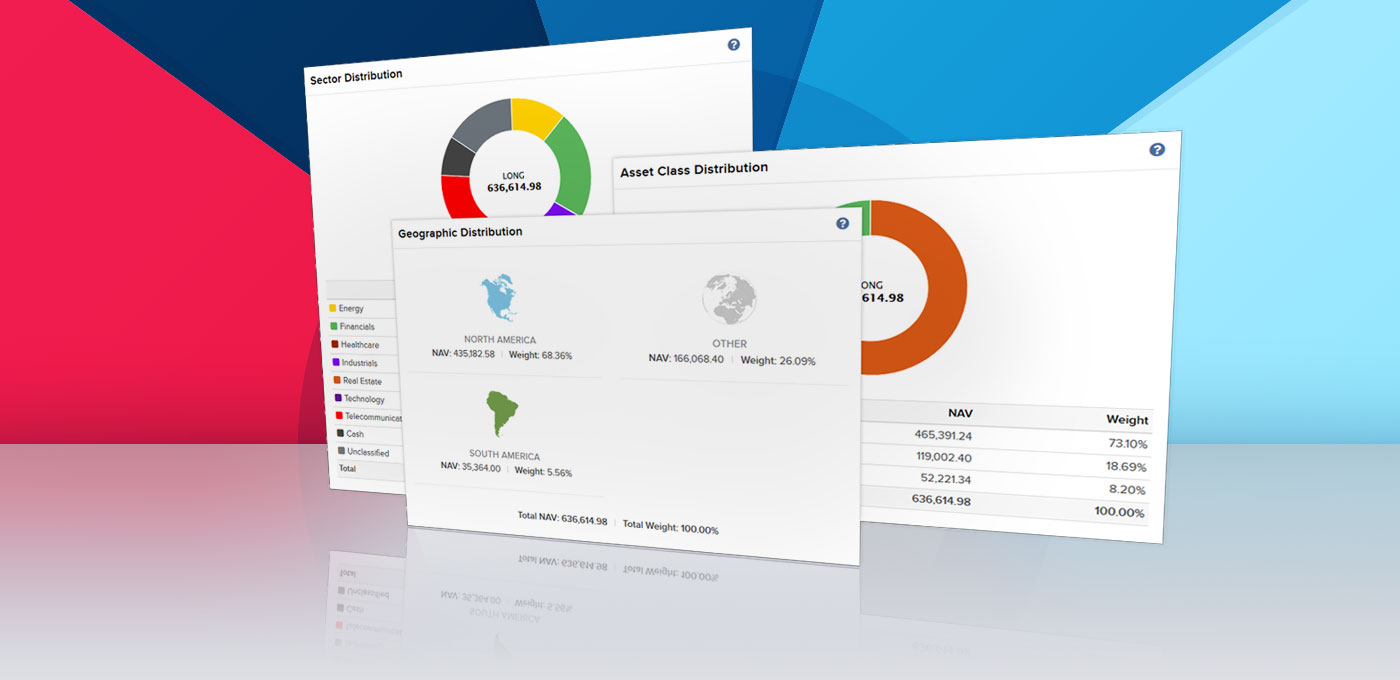 Sector Distribution
?
LONG
636,614.98
Energy
Financials
Healthcare
Industrials
Real Estate
Technology
Telecommunicat
Cash
Unclassified
Total
Asset Class Distribution
?
ONG
614.98
NAV Weight
465,391.24 73.10%
119,002.40 18.69%
52,221.34 8.20%
636,614.98 100.00%
Geographic Distribution
?
NORTH AMERICA
NAV: 435,182.58 | Weight: 68.36%
OTHER
NAV: 166,068.40 | Weight: 26.09%
SOUTH AMERICA
NAV: 35,364.00 | Weight: 5.56%
Total NAV: 636,614.98 | Total Weight: 100.00%